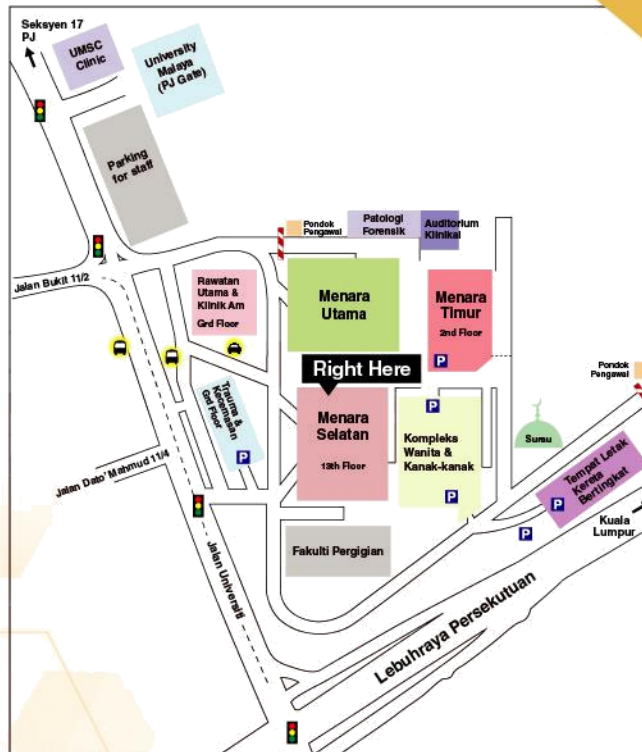 Seksyen 17
PJ
UMSC
Clinic
University
Malaya
(PJ Gate)
Parking
for staff
Pondok
Pengawal
Patologi
Forensik
Auditorium
Klinikal
Jalan Bukit 11/2
Rawatan
Utama &
Klinik Am
Grd Floor
Menara
Utama
Menara
Timur
2nd Floor
P
Right Here
Pondok
Pengawal
Trauma &
Kecemasan
Grd Floor
P
Menara
Selatan
13th Floor
P
Kompleks
Wanita &
Kanak-kanak
P
Surau
Tempat Letak
Kereta
Bertingkat
P
Jalan Dato' Mahmud 11/4
Kuala
Lumpur
P
Fakulti Pergigian
Jalan Universiti
Lebuhraya Persekutuan